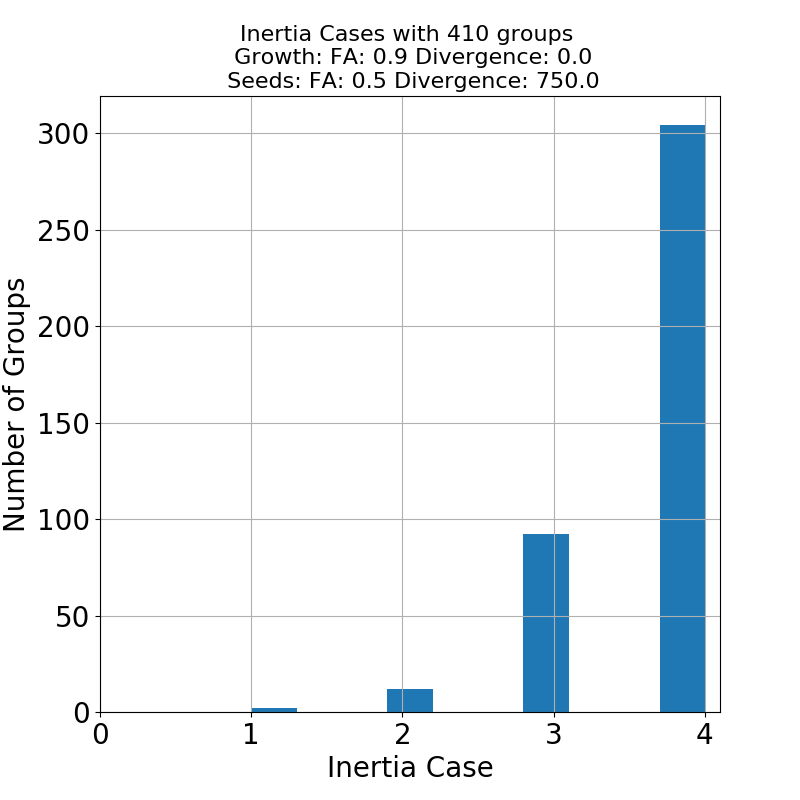 Inertia Cases with 410 groups
Growth: FA: 0.9 Divergence: 0.0
Seeds: FA: 0.5 Divergence: 750.0
300
250
200
150
100
50
0
Number of Groups
0 1 2 3 4
Inertia Case